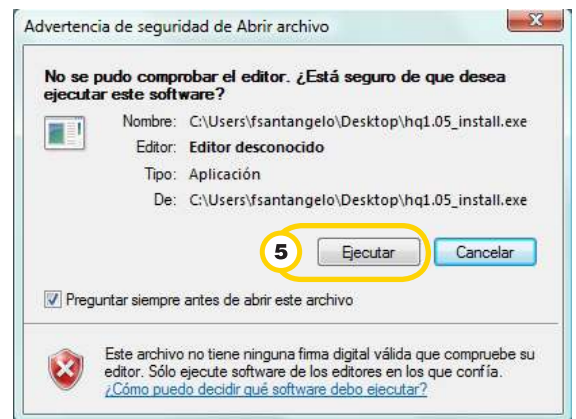 Advertencia de seguridad de Abrir archivo
No se pudo comprobar el editor. ¿Está seguro de que desea
ejecutar este software?
Nombre: C:\Users\fsantangelo\Desktop\hq1.05_install.exe
Editor: Editor desconocido
Tipo: Aplicación
De: C:\Users\fsantangelo\Desktop\hq1.05_install.exe
5 Ejecutar Cancelar
Preguntar siempre antes de abrir este archivo
Este archivo no tiene ninguna firma digital válida que compruebe su
editor. Sólo ejecute software de los editores en los que confía.
¿Cómo puedo decidir qué software debo ejecutar?